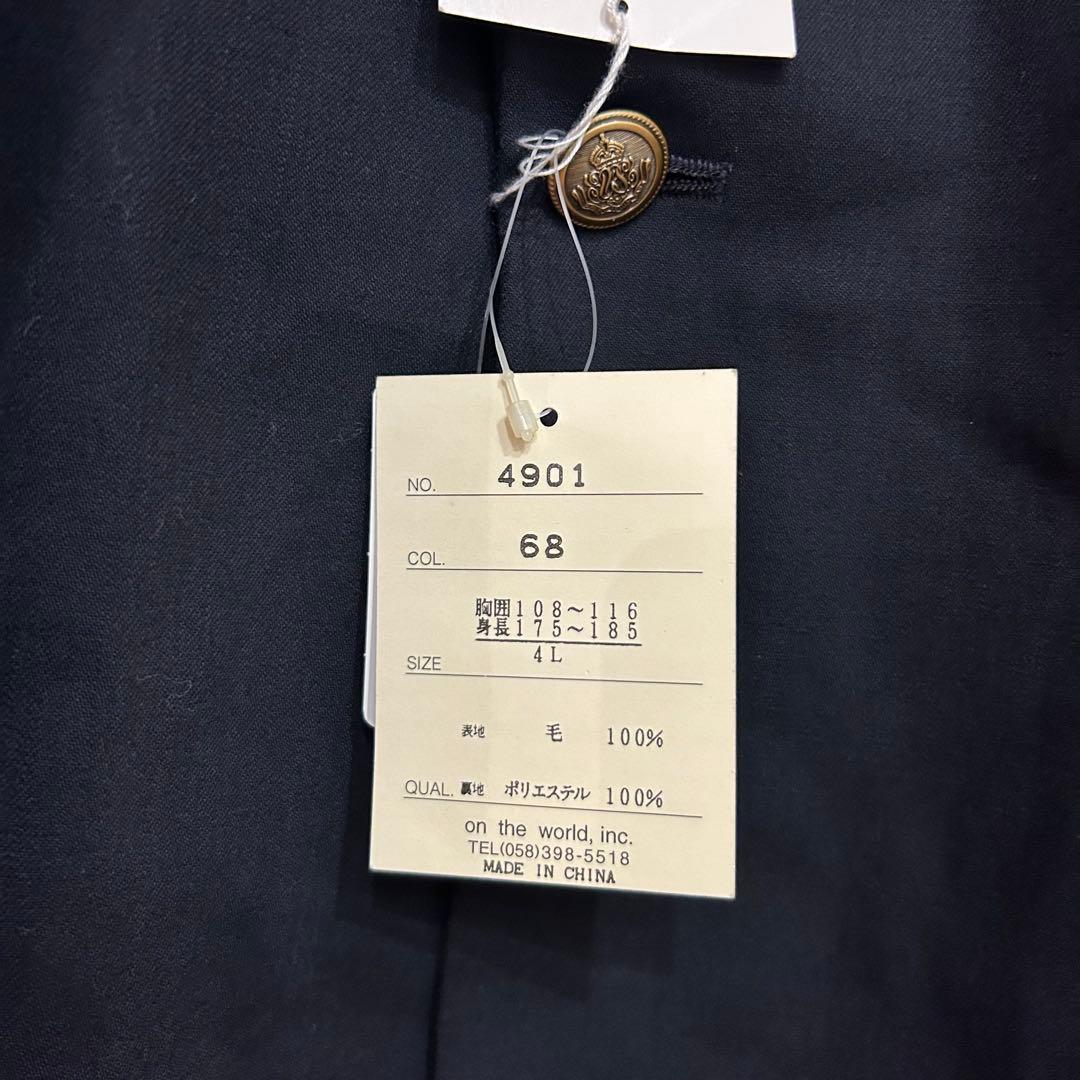 NO. 4901
COL. 68
胸囲108～116
身長175～185
SIZE 4L
表地 毛 100%
QUAL. 裏地 ポリエステル 100%
on the world, inc.
TEL(058)398-5518
MADE IN CHINA